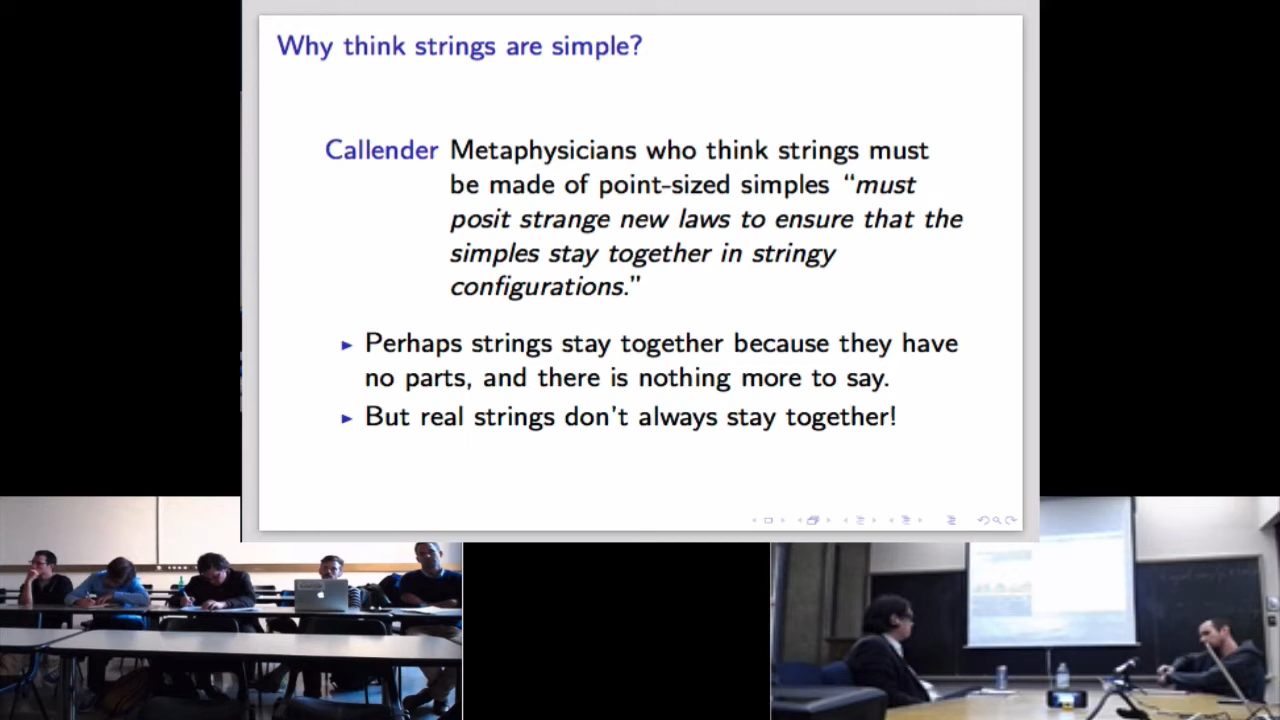 Why think strings are simple?
Callender Metaphysicians who think strings must
be made of point-sized simples “must
posit strange new laws to ensure that the
simples stay together in stringy
configurations.”
Perhaps strings stay together because they have
no parts, and there is nothing more to say.
But real strings don't always stay together!